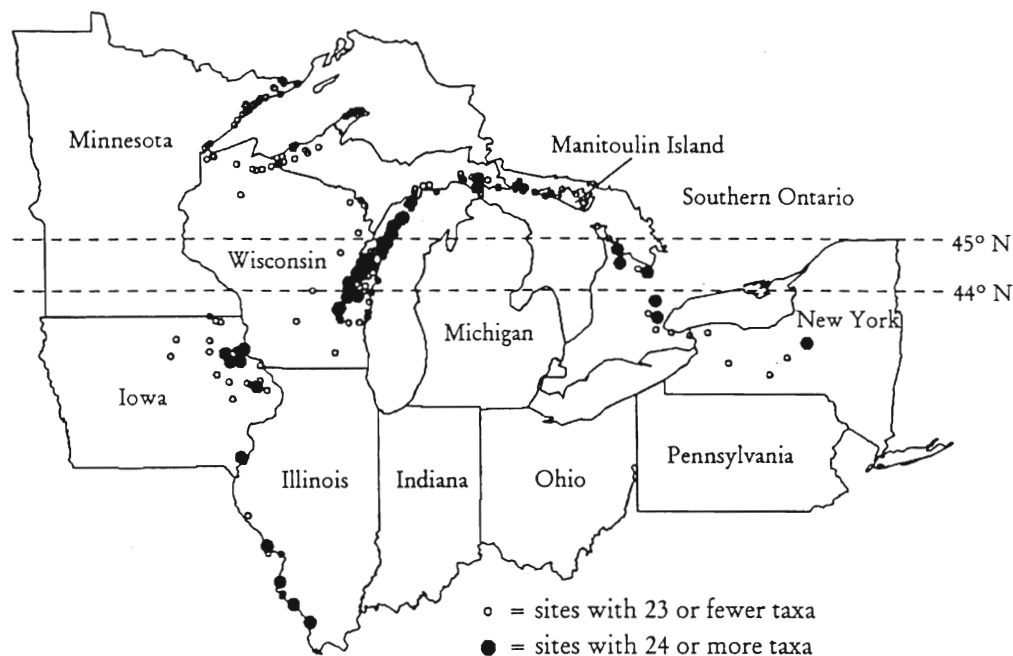 Minnesota
Manitoulin Island
Southern Ontario
45° N
Wisconsin
44° N
New York
Michigan
Iowa
Pennsylvania
Illinois
Indiana
Ohio
○ = sites with 23 or fewer taxa
● = sites with 24 or more taxa